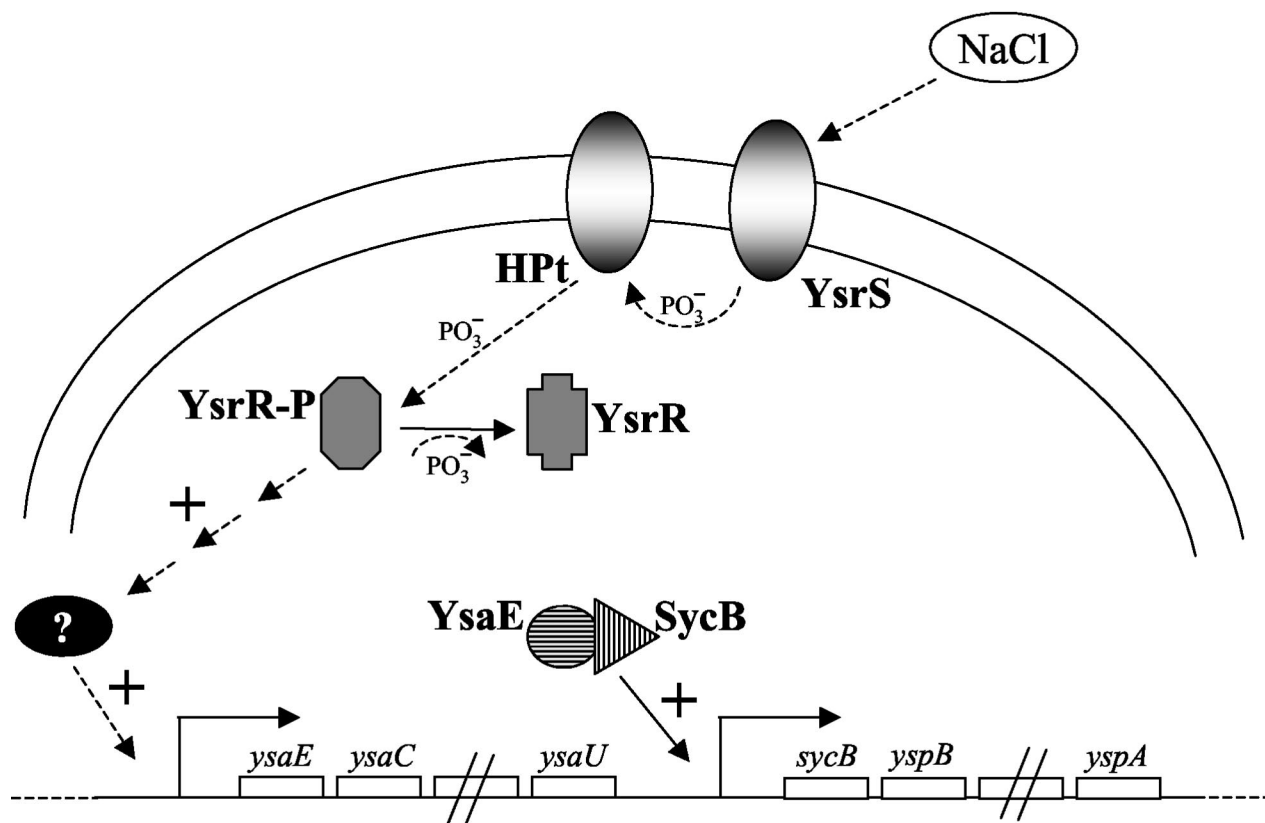 NaCl
HPt
YsrS
PO₃⁻
PO₃⁻
YsrR-P
YsrR
PO₃⁻
+
?
YsaE
SycB
+
+
ysaE
ysaC
ysaU
sycB
yspB
yspA